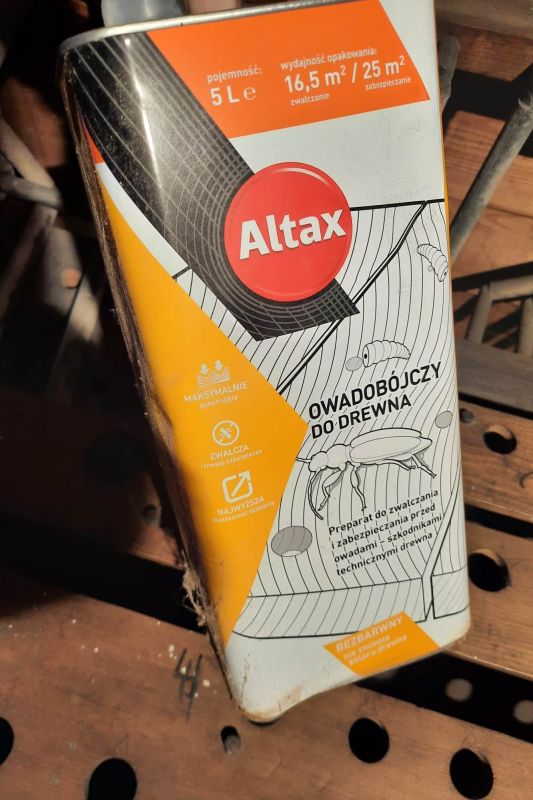 pojemność:
5 L e
wydajność opakowania:
16,5 m² / 25 m²
zwalczanie
zabezpieczanie
Altax
MAKSYMALNIE
penetrujący
ZWALCZA
i trwale zabezpiecza
NAJWYŻSZA
skuteczność działania
OWADOBÓJCZY
DO DREWNA
Preparat do zwalczania
i zabezpieczania przed
owadami – szkodnikami
technicznymi drewna
BEZBARWNY
nie zmienia
koloru drewna